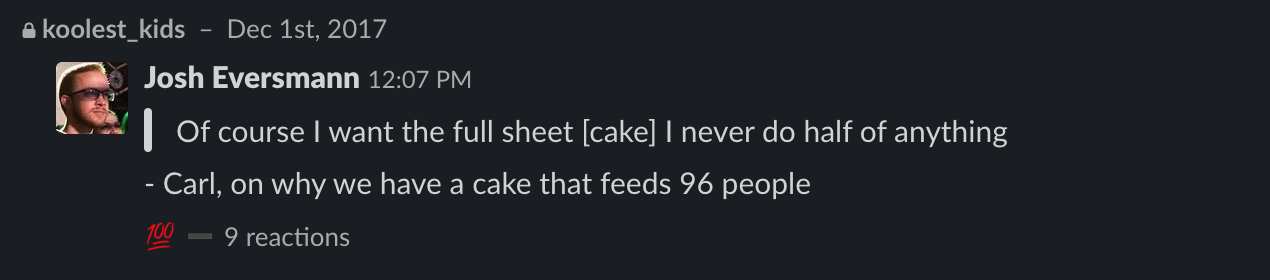 koolest_kids – Dec 1st, 2017
Josh Eversmann 12:07 PM
Of course I want the full sheet [cake] I never do half of anything
- Carl, on why we have a cake that feeds 96 people
💯 — 9 reactions